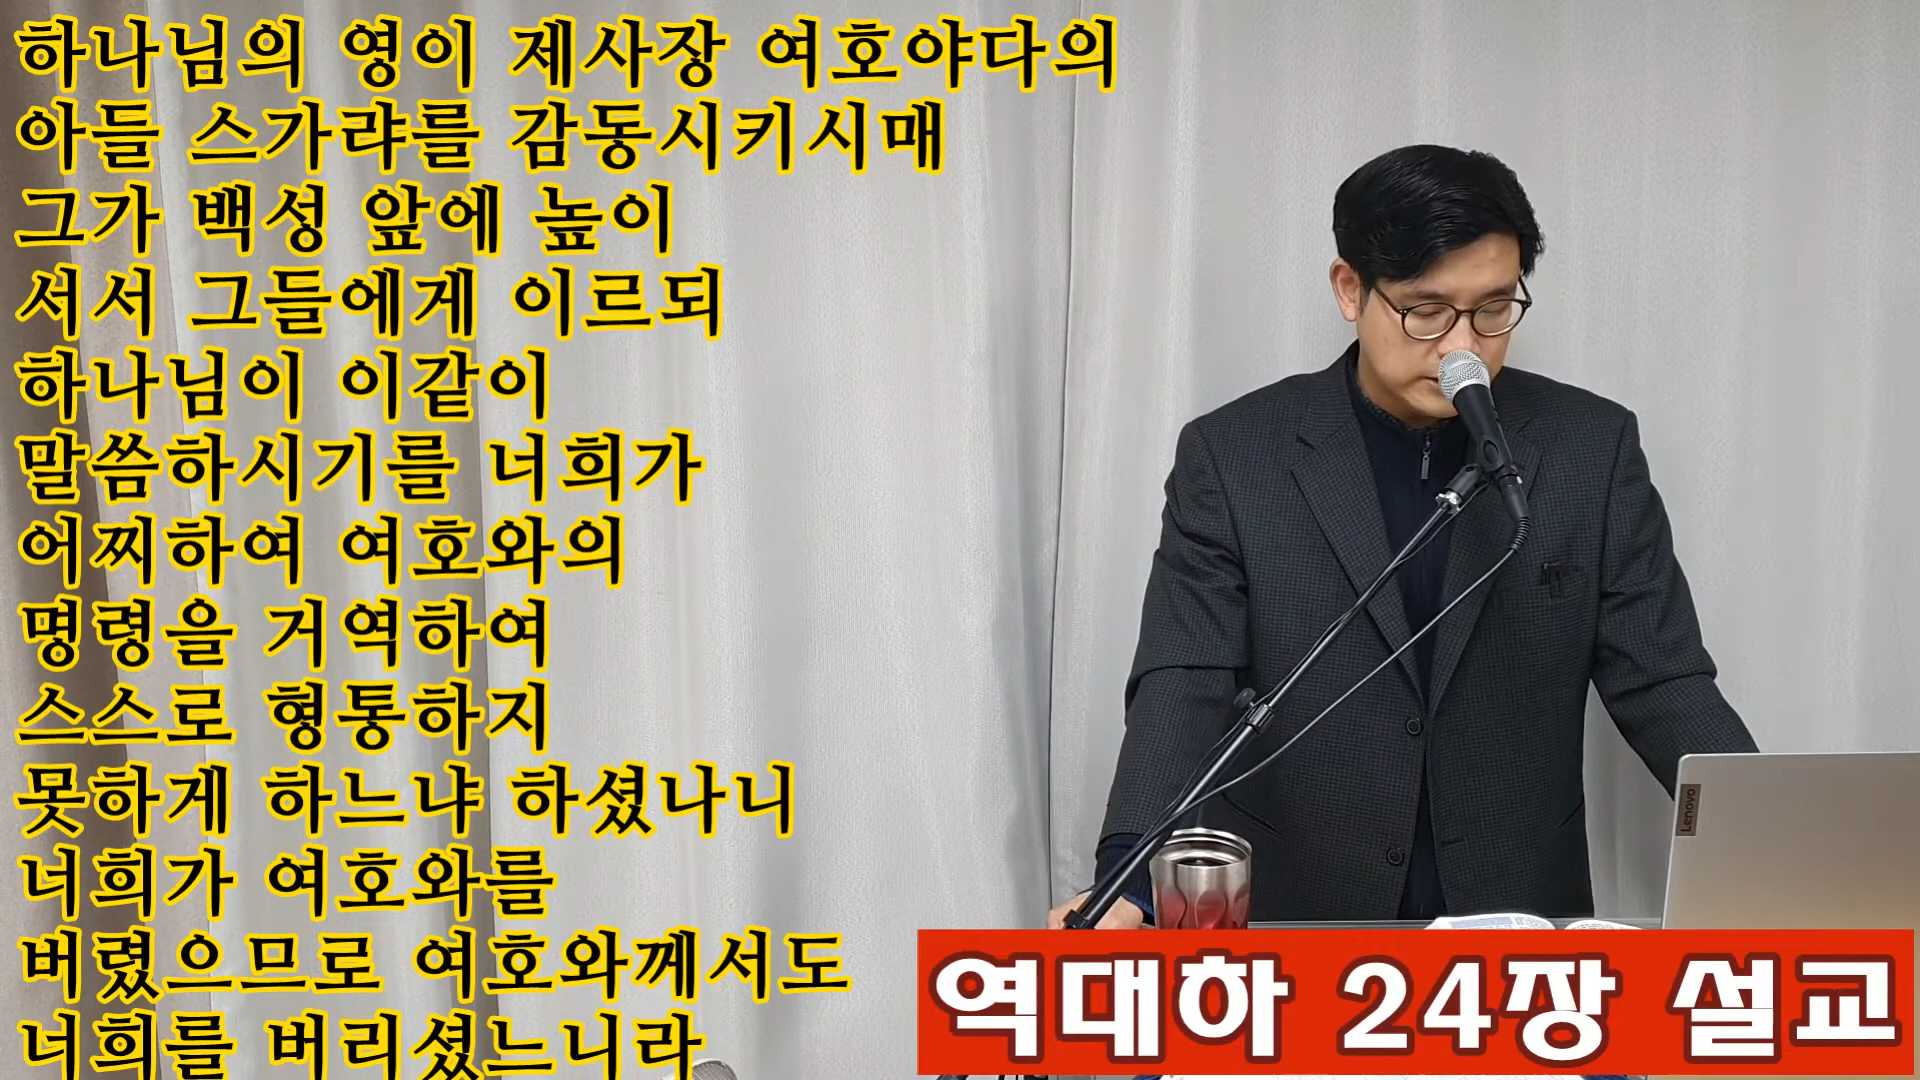 하나님의 영이 제사장 여호야다의
아들 스가랴를 감동시키시매
그가 백성 앞에 높이
서서 그들에게 이르되
하나님이 이같이
말씀하시기를 너희가
어찌하여 여호와의
명령을 거역하여
스스로 형통하지
못하게 하느냐 하셨나니
너희가 여호와를
버렸으므로 여호와께서도
너희를 버리셨느니라
Lenovo
역대하 24장 설교